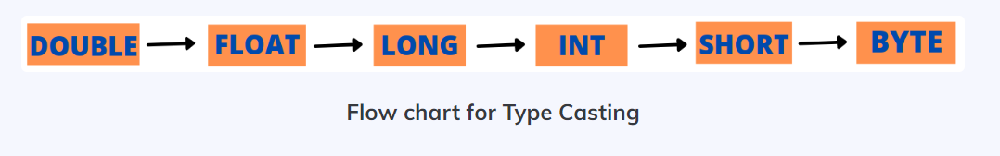 DOUBLE FLOAT LONG INT SHORT BYTE
Flow chart for Type Casting